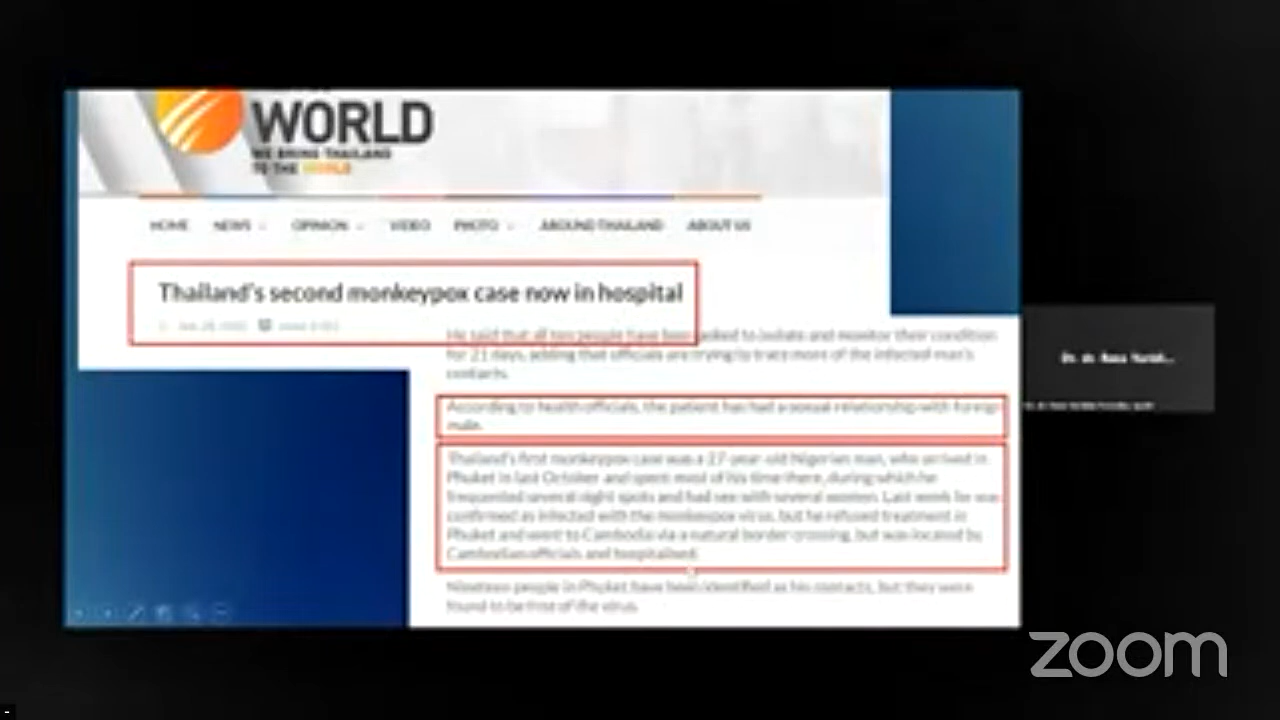 WORLD
WE BRING THAILAND
TO THE WORLD
HOME NEWS OPINION VIDEO PHOTO AROUND THAILAND ABOUT US
Thailand's second monkeypox case now in hospital
He said that all ten people have been asked to isolate and monitor their condition
for 21 days, adding that officials are trying to trace more of the infected man's
contacts.
According to health officials, the patient has had a sexual relationship with foreign
male.
Thailand's first monkeypox case was a 27-year-old Nigerian man, who arrived in
Phuket in last October and spent most of his time there, during which he
frequented several night spots and had sex with several women. Last week he was
confirmed as infected with the monkeypox virus, but he refused treatment in
Phuket and went to Cambodia via a natural border crossing, but was located by
Cambodian officials and hospitalised.
Nineteen people in Phuket have been identified as his contacts, but they were
found to be free of the virus.
Dr. dr.
zoom